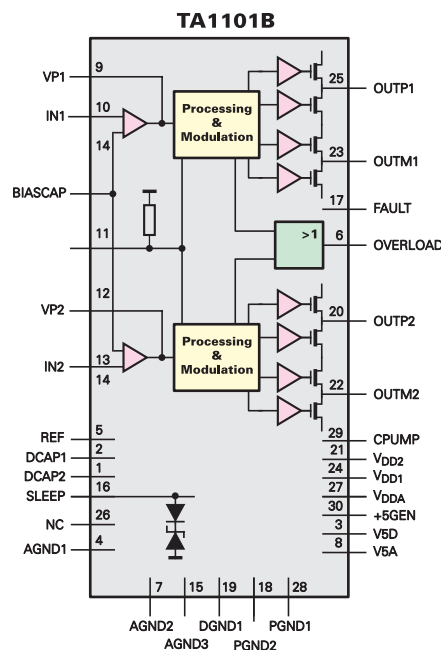 TA1101B
9
VP1
10
IN1
14
BIASCAP
11
12
VP2
13
IN2
14
5
REF
2
DCAP1
1
DCAP2
16
SLEEP
26
NC
4
AGND1
Processing
&
Modulation
>1
Processing
&
Modulation
25
OUTP1
23
OUTM1
17
FAULT
6
OVERLOAD
20
OUTP2
22
OUTM2
29
CPUMP
21
VDD2
24
VDD1
27
VDDA
30
+5GEN
3
V5D
8
V5A
7
15
19
18
28
AGND2
AGND3
DGND1
PGND2
PGND1